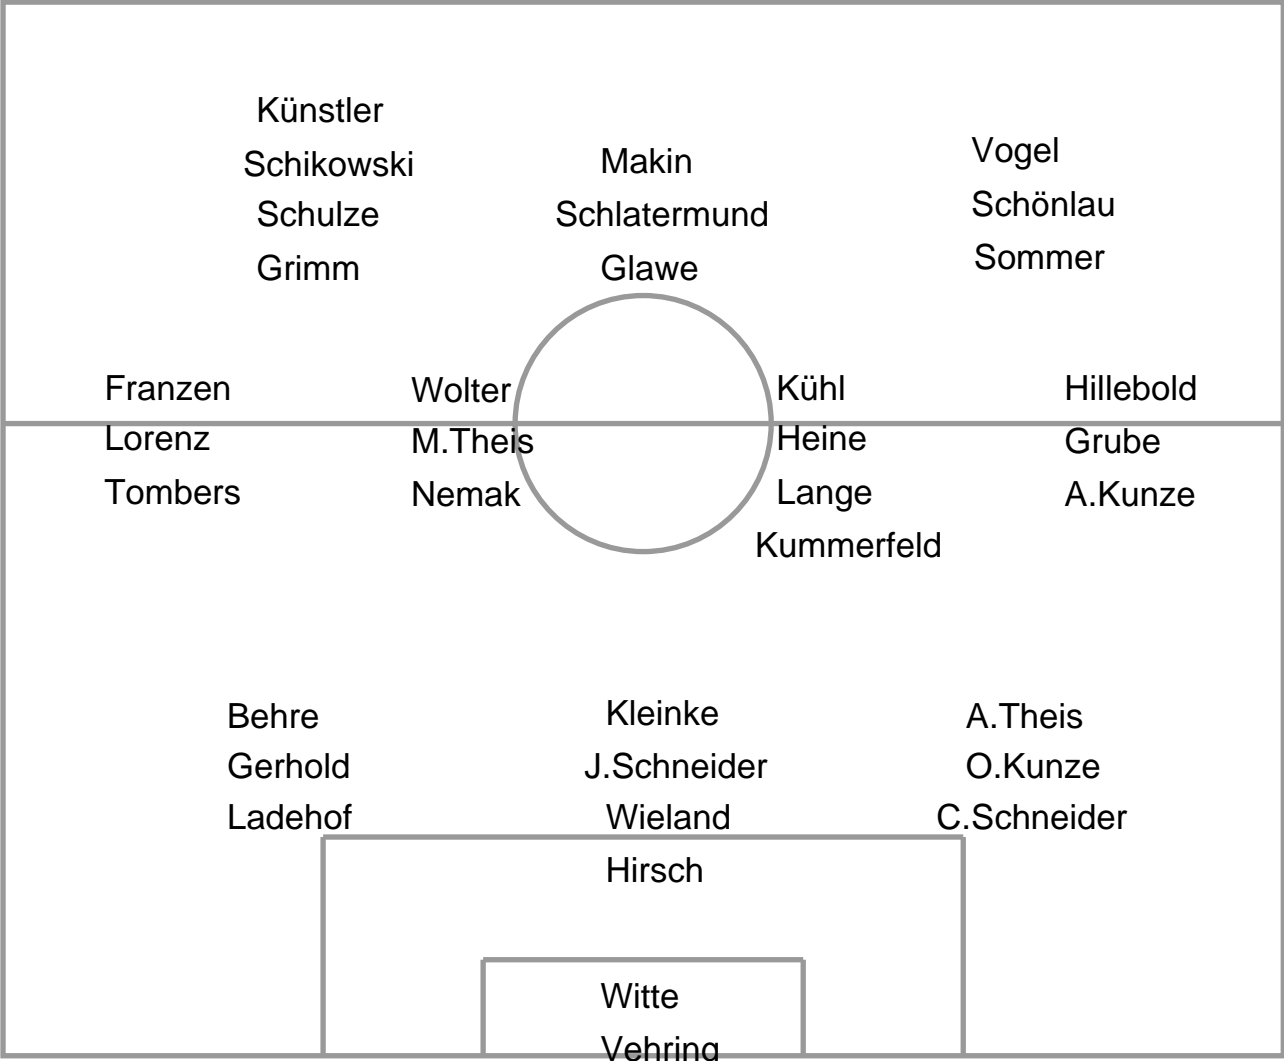 Künstler
Schikowski
Schulze
Grimm
Makin
Schlatermund
Glawe
Vogel
Schönlau
Sommer
Franzen
Lorenz
Tombers
Wolter
M.Theis
Nemak
Kühl
Heine
Lange
Kummerfeld
Hillebold
Grube
A.Kunze
Behre
Gerhold
Ladehof
Kleinke
J.Schneider
Wieland
Hirsch
A.Theis
O.Kunze
C.Schneider
Witte
Vehring